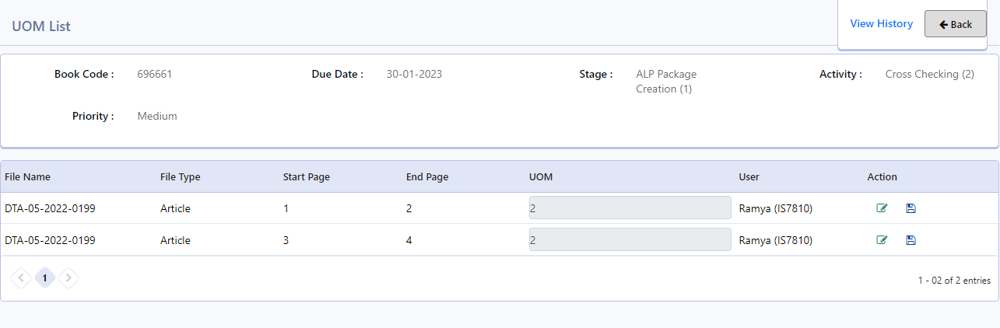 UOM List
View History
Back
Book Code : 696661 Due Date : 30-01-2023 Stage : ALP Package Activity : Cross Checking (2)
Creation (1)
Priority : Medium
File Name File Type Start Page End Page UOM User Action
DTA-05-2022-0199 Article 1 2 2 Ramya (IS7810)
DTA-05-2022-0199 Article 3 4 2 Ramya (IS7810)
1
1 - 02 of 2 entries